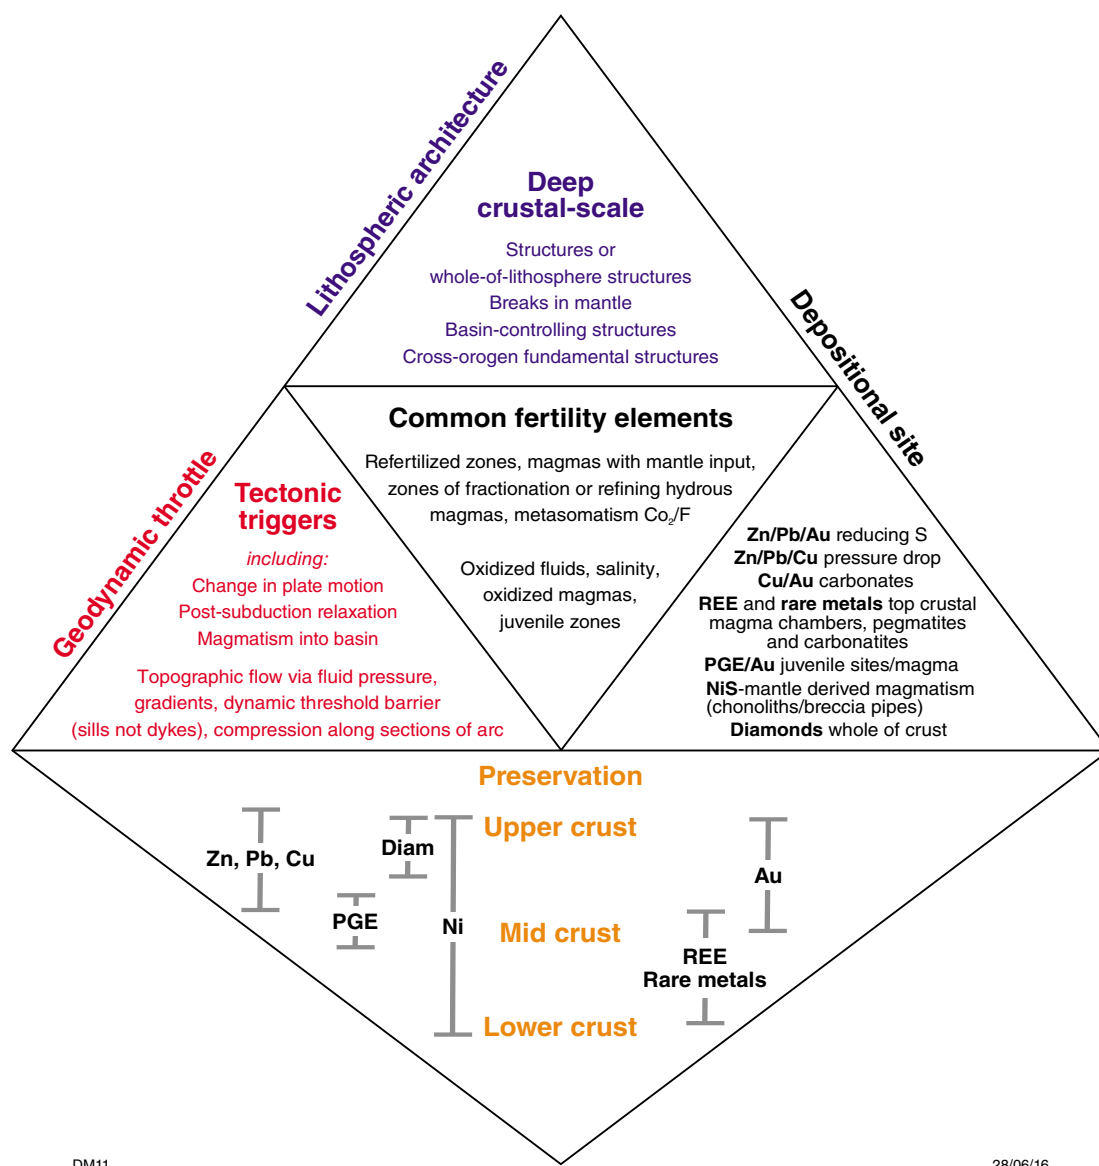 Lithospheric architecture
Deep
crustal-scale
Structures or
whole-of-lithosphere structures
Breaks in mantle
Basin-controlling structures
Cross-orogen fundamental structures
Geodynamic throttle
Tectonic
triggers
including:
Change in plate motion
Post-subduction relaxation
Magmatism into basin
Topographic flow via fluid pressure,
gradients, dynamic threshold barrier
(sills not dykes), compression along sections of arc
Common fertility elements
Refertilized zones, magmas with mantle input,
zones of fractionation or refining hydrous
magmas, metasomatism Co₂/F
Oxidized fluids, salinity,
oxidized magmas,
juvenile zones
Depositional site
Zn/Pb/Au reducing S
Zn/Pb/Cu pressure drop
Cu/Au carbonates
REE and rare metals top crustal
magma chambers, pegmatites
and carbonatites
PGE/Au juvenile sites/magma
NiS-mantle derived magmatism
(chonoliths/breccia pipes)
Diamonds whole of crust
Preservation
Upper crust
Mid crust
Lower crust
Zn, Pb, Cu
Diam
PGE
Ni
Au
REE
Rare metals
DM11
28/06/16